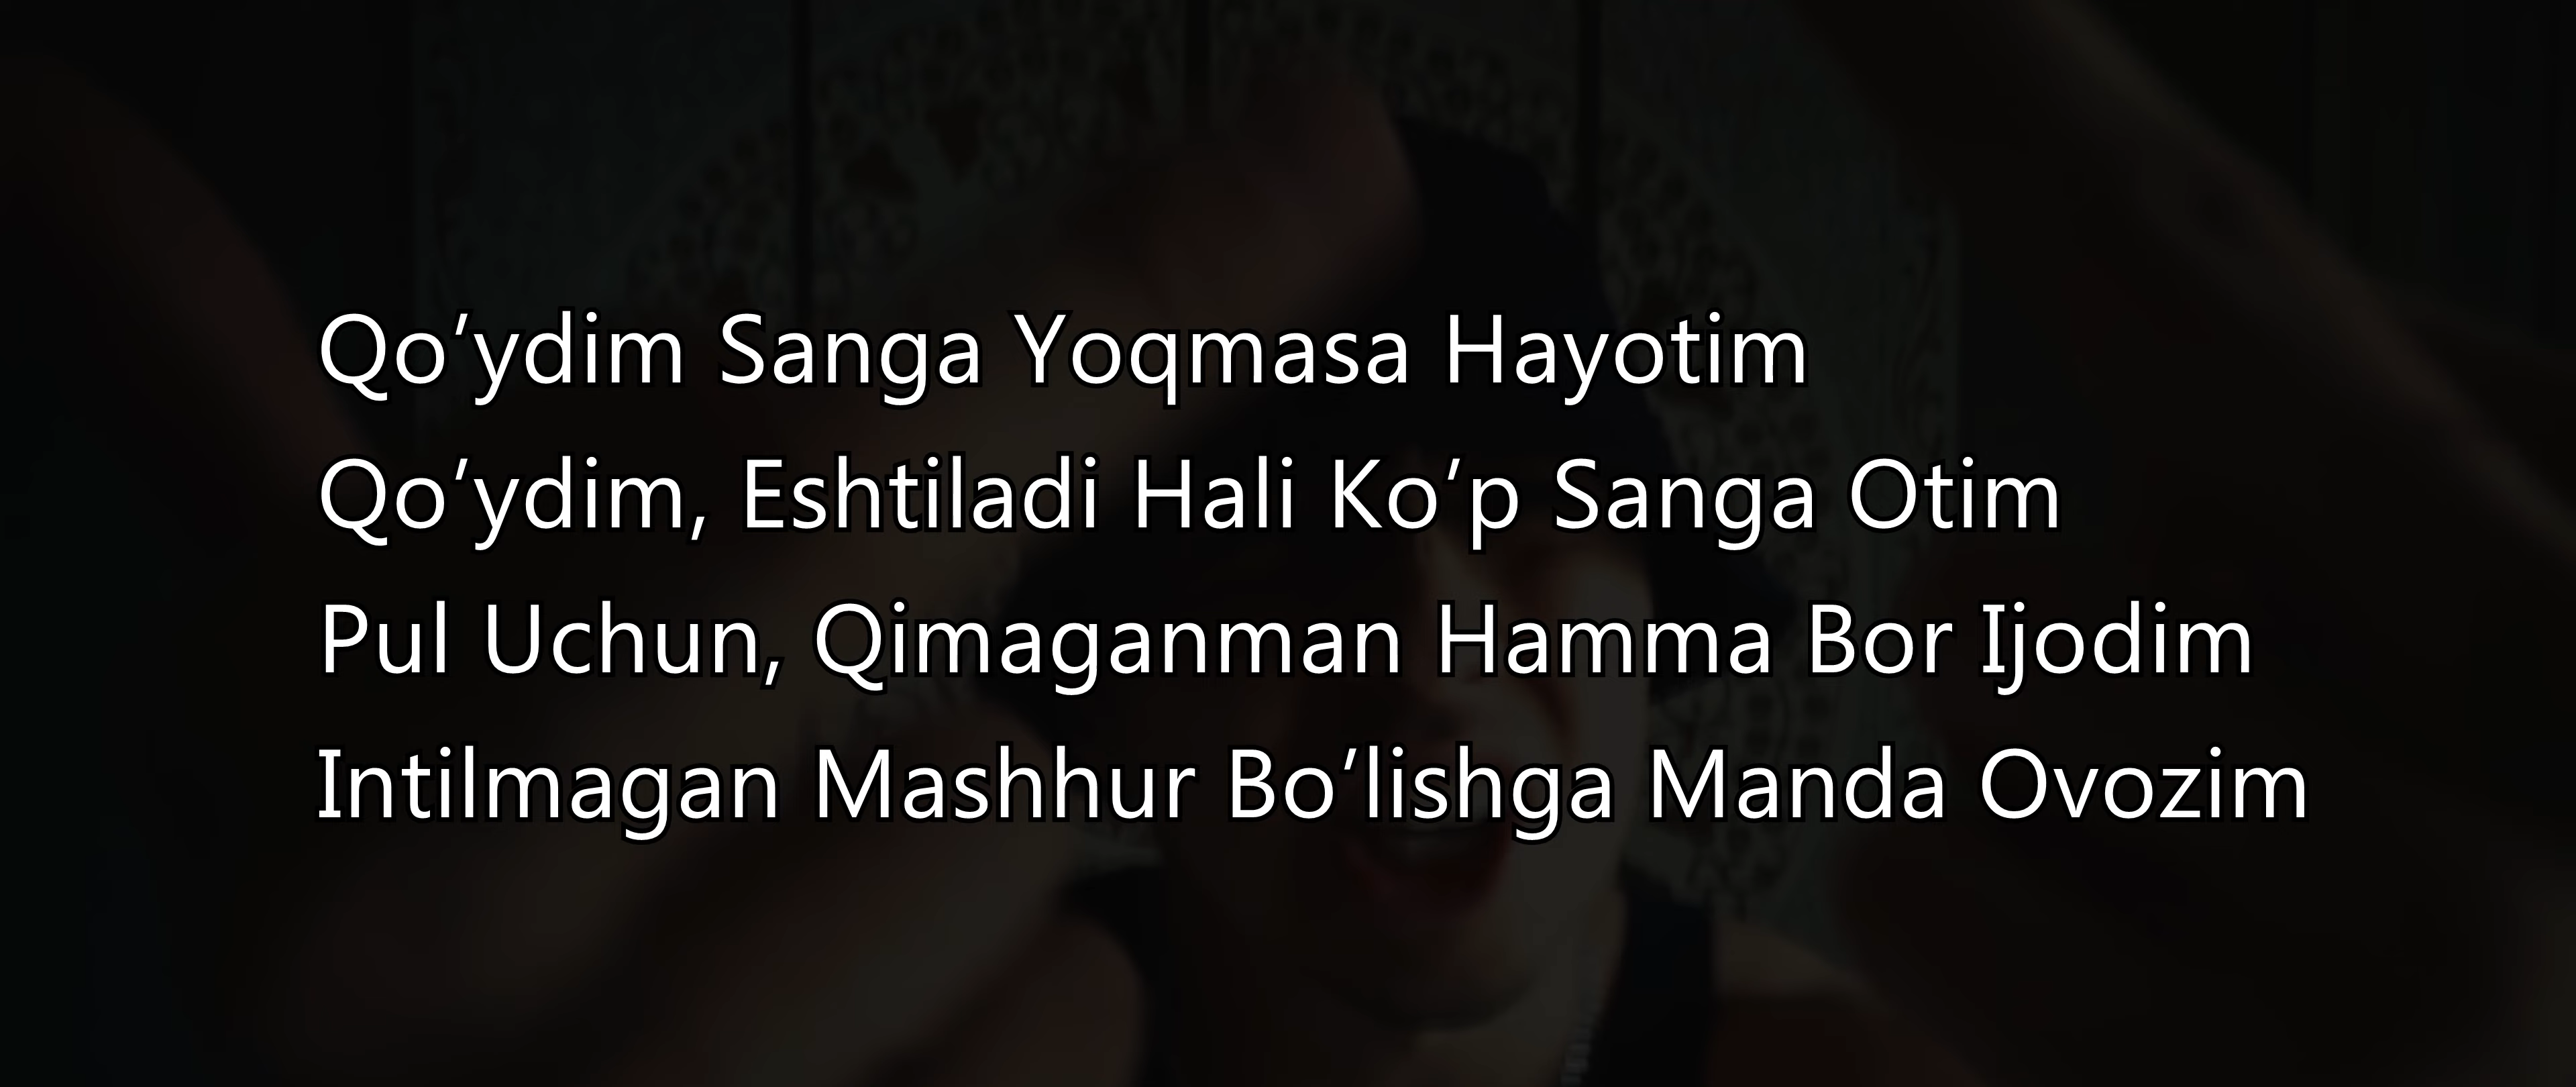 Qo’ydim Sanga Yoqmasa Hayotim
Qo’ydim, Eshtiladi Hali Ko’p Sanga Otim
Pul Uchun, Qimaganman Hamma Bor Ijodim
Intilmagan Mashhur Bo’lishga Manda Ovozim